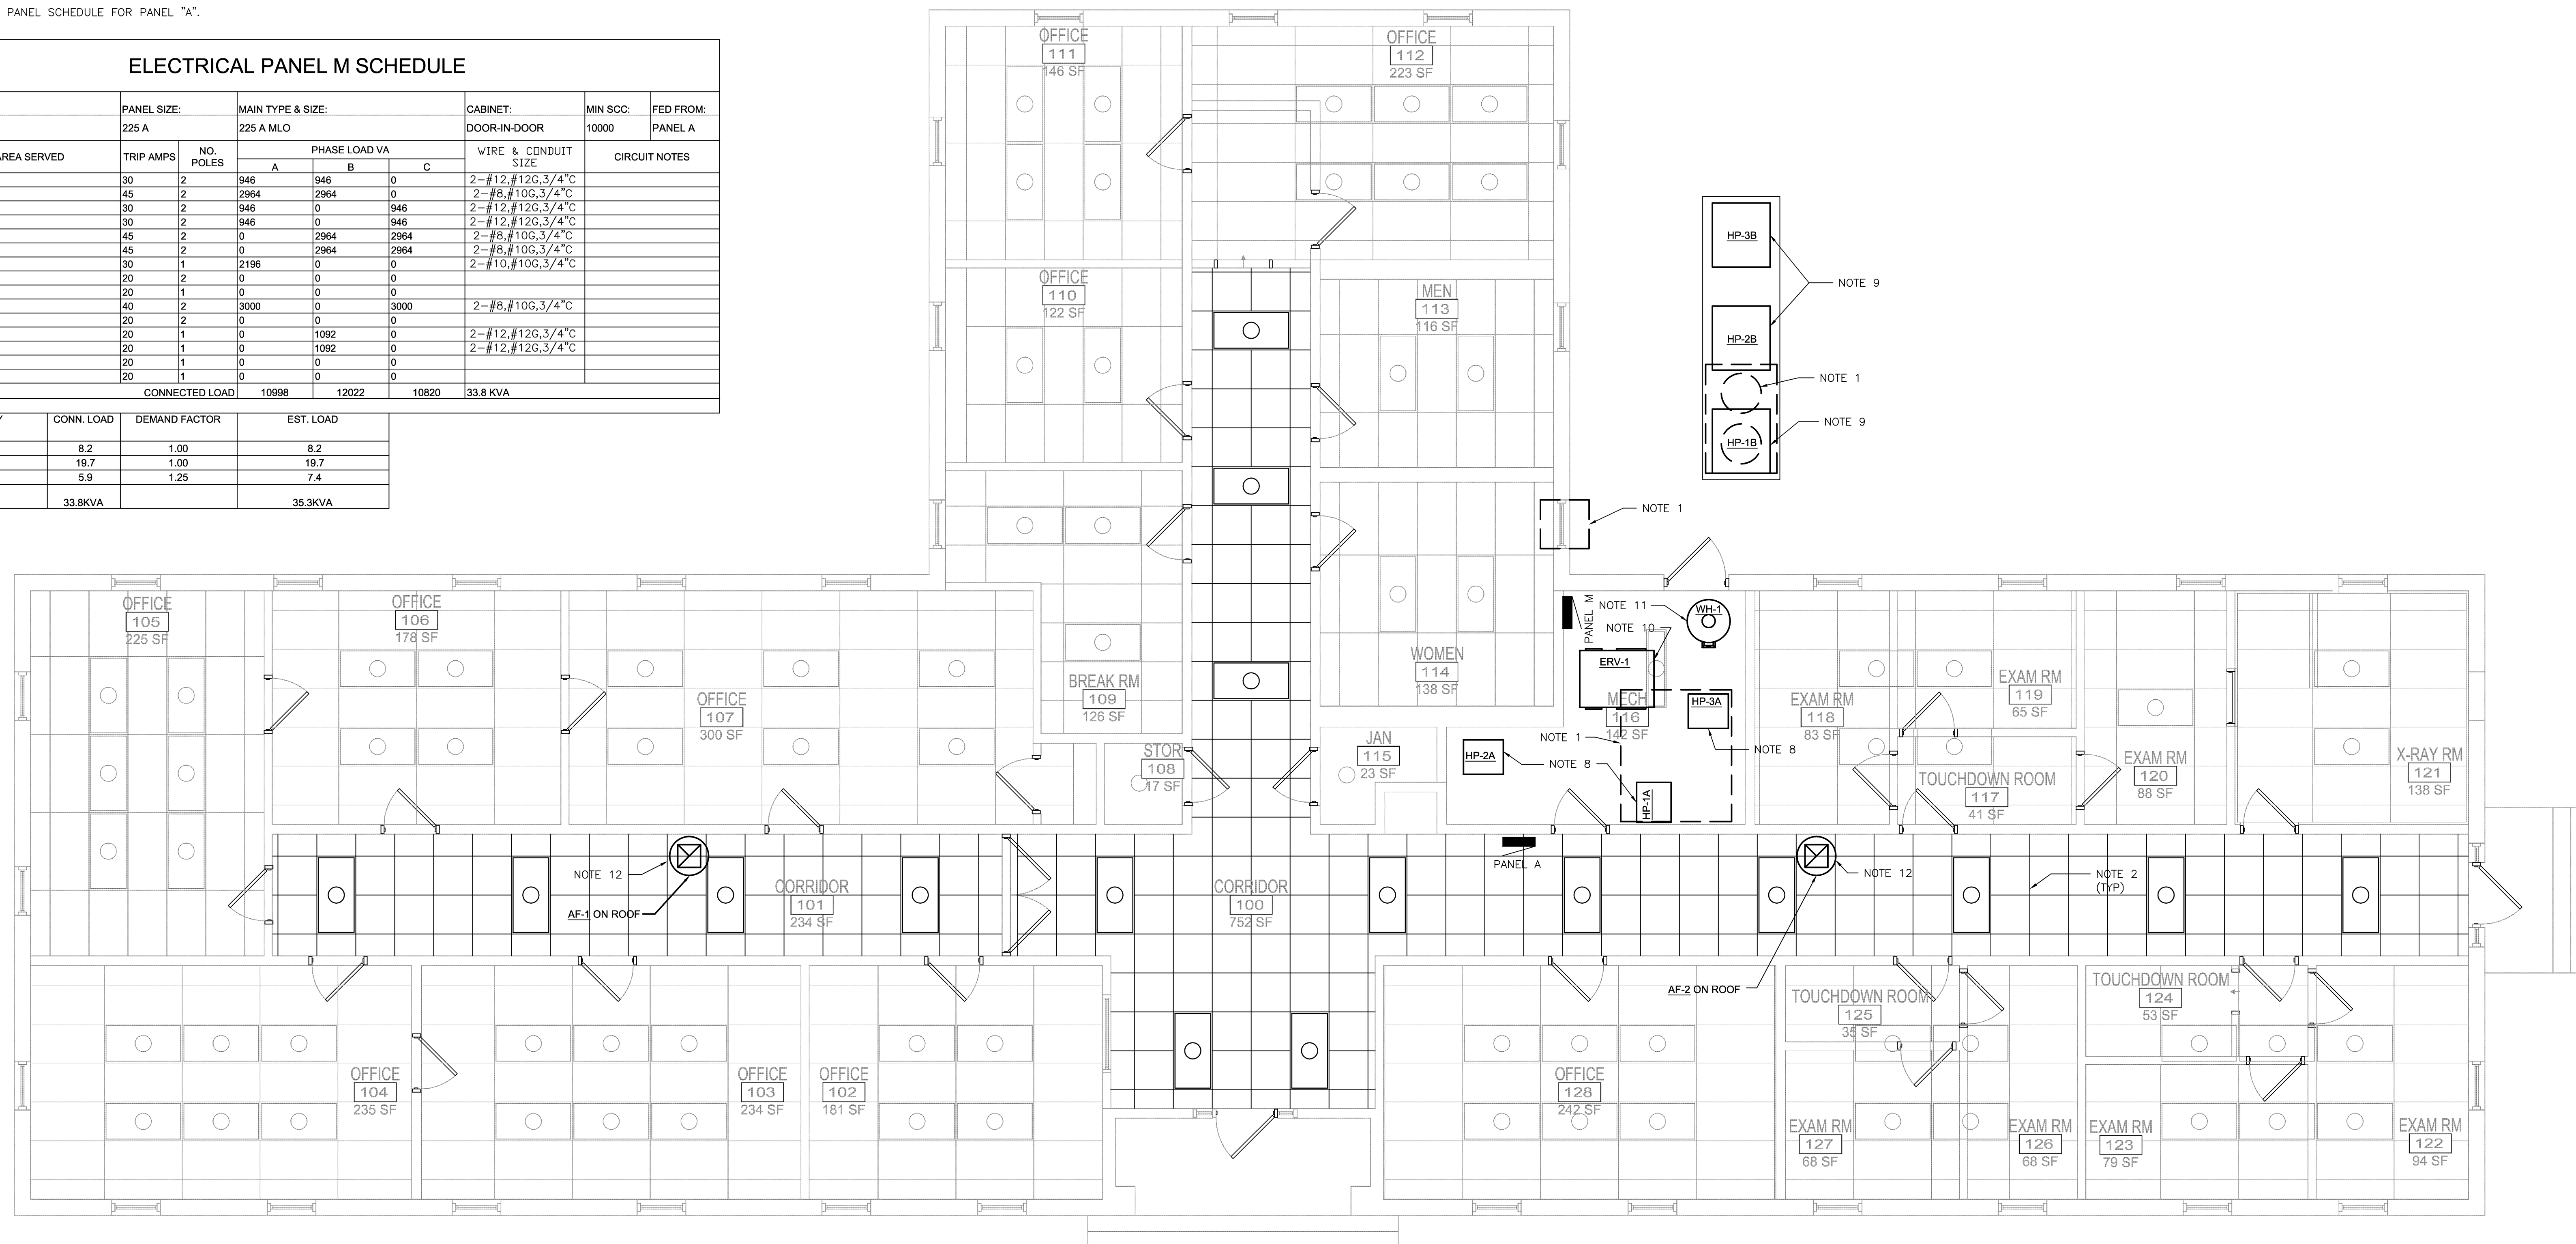 PANEL SCHEDULE FOR PANEL "A".
ELECTRICAL PANEL M SCHEDULE
PANEL SIZE: MAIN TYPE & SIZE: CABINET: MIN SCC: FED FROM:
225 A 225 A MLO DOOR-IN-DOOR 10000 PANEL A
AREA SERVED TRIP AMPS NO. POLES PHASE LOAD VA WIRE & CONDUIT SIZE CIRCUIT NOTES
A B C
30 2 946 946 0 2-#12,#12G,3/4"C
45 2 2964 2964 0 2-#8,#10G,3/4"C
30 2 946 0 946 2-#12,#12G,3/4"C
30 2 946 0 946 2-#12,#12G,3/4"C
45 2 0 2964 2964 2-#8,#10G,3/4"C
45 2 0 2964 2964 2-#8,#10G,3/4"C
30 1 2196 0 0 2-#10,#10G,3/4"C
20 2 0 0 0
20 1 0 0 0
40 2 3000 0 3000 2-#8,#10G,3/4"C
20 2 0 0 0
20 1 0 1092 0 2-#12,#12G,3/4"C
20 1 0 1092 0 2-#12,#12G,3/4"C
20 1 0 0 0
20 1 0 0 0
CONNECTED LOAD 10998 12022 10820 33.8 KVA
Y CONN. LOAD DEMAND FACTOR EST. LOAD
8.2 1.00 8.2
19.7 1.00 19.7
5.9 1.25 7.4
33.8KVA 35.3KVA
OFFICE
111
146 SF
OFFICE
112
223 SF
OFFICE
110
122 SF
MEN
113
116 SF
HP-3B
NOTE 9
HP-2B
NOTE 1
NOTE 9
HP-1B
NOTE 1
OFFICE
105
225 SF
OFFICE
106
178 SF
OFFICE
107
300 SF
BREAK RM
109
126 SF
STOR
108
17 SF
WOMEN
114
138 SF
JAN
115
23 SF
PANEL M
NOTE 11
WH-1
NOTE 10
ERV-1
MECH
116
142 SF
HP-3A
NOTE 1
NOTE 8
HP-2A
NOTE 8
HP-1A
EXAM RM
118
83 SF
EXAM RM
119
65 SF
TOUCHDOWN ROOM
117
41 SF
EXAM RM
120
88 SF
X-RAY RM
121
138 SF
NOTE 12
AF-1 ON ROOF
CORRIDOR
101
234 SF
CORRIDOR
100
752 SF
PANEL A
NOTE 12
NOTE 2
(TYP)
AF-2 ON ROOF
OFFICE
104
235 SF
OFFICE
103
234 SF
OFFICE
102
181 SF
OFFICE
128
242 SF
TOUCHDOWN ROOM
125
35 SF
TOUCHDOWN ROOM
124
53 SF
EXAM RM
127
68 SF
EXAM RM
126
68 SF
EXAM RM
123
79 SF
EXAM RM
122
94 SF